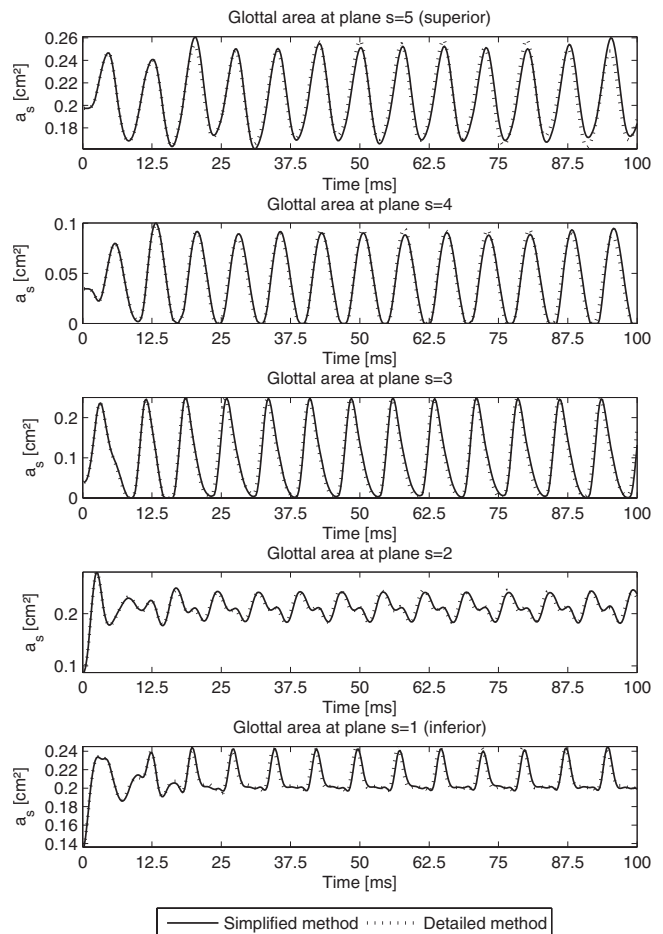 Glottal area at plane s=5 (superior)
a_s [cm²]
0.26
0.24
0.22
0.2
0.18
0 12.5 25 37.5 50 62.5 75 87.5 100
Time [ms]
Glottal area at plane s=4
a_s [cm²]
0.1
0.05
0
0 12.5 25 37.5 50 62.5 75 87.5 100
Time [ms]
Glottal area at plane s=3
a_s [cm²]
0.2
0.1
0
0 12.5 25 37.5 50 62.5 75 87.5 100
Time [ms]
Glottal area at plane s=2
a_s [cm²]
0.2
0.1
0 12.5 25 37.5 50 62.5 75 87.5 100
Time [ms]
Glottal area at plane s=1 (inferior)
a_s [cm²]
0.24
0.22
0.2
0.18
0.16
0.14
0 12.5 25 37.5 50 62.5 75 87.5 100
Time [ms]
Simplified method Detailed method